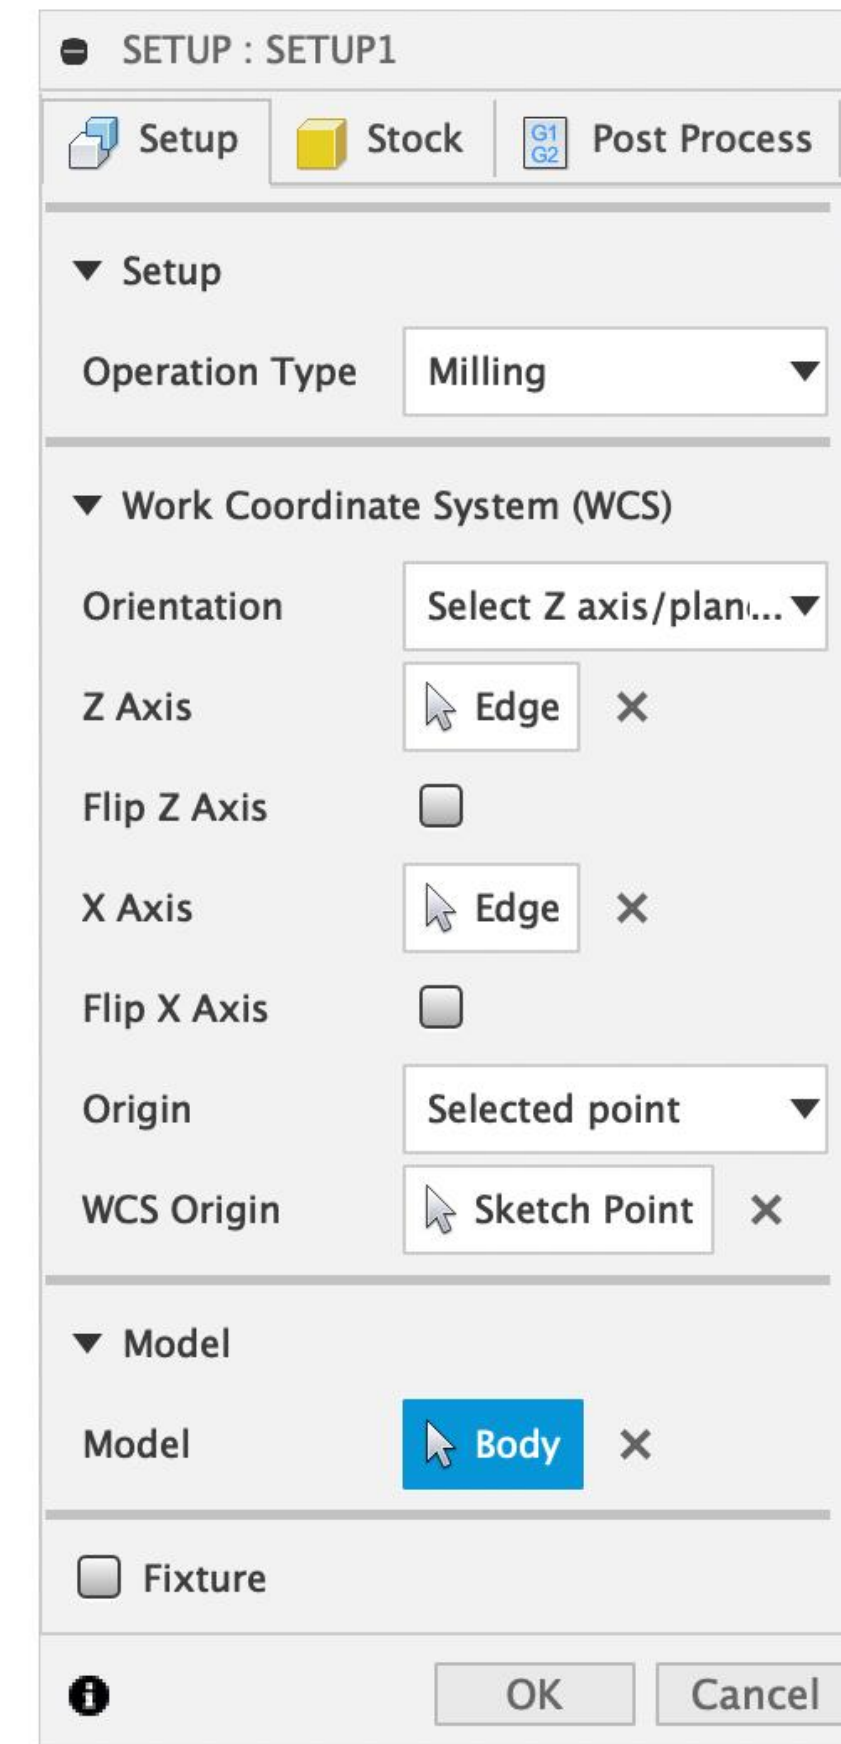 SETUP : SETUP1
Setup Stock G1 G2 Post Process
Setup
Operation Type Milling
Work Coordinate System (WCS)
Orientation Select Z axis/plan...
Z Axis Edge
Flip Z Axis
X Axis Edge
Flip X Axis
Origin Selected point
WCS Origin Sketch Point
Model
Model Body
Fixture
OK Cancel